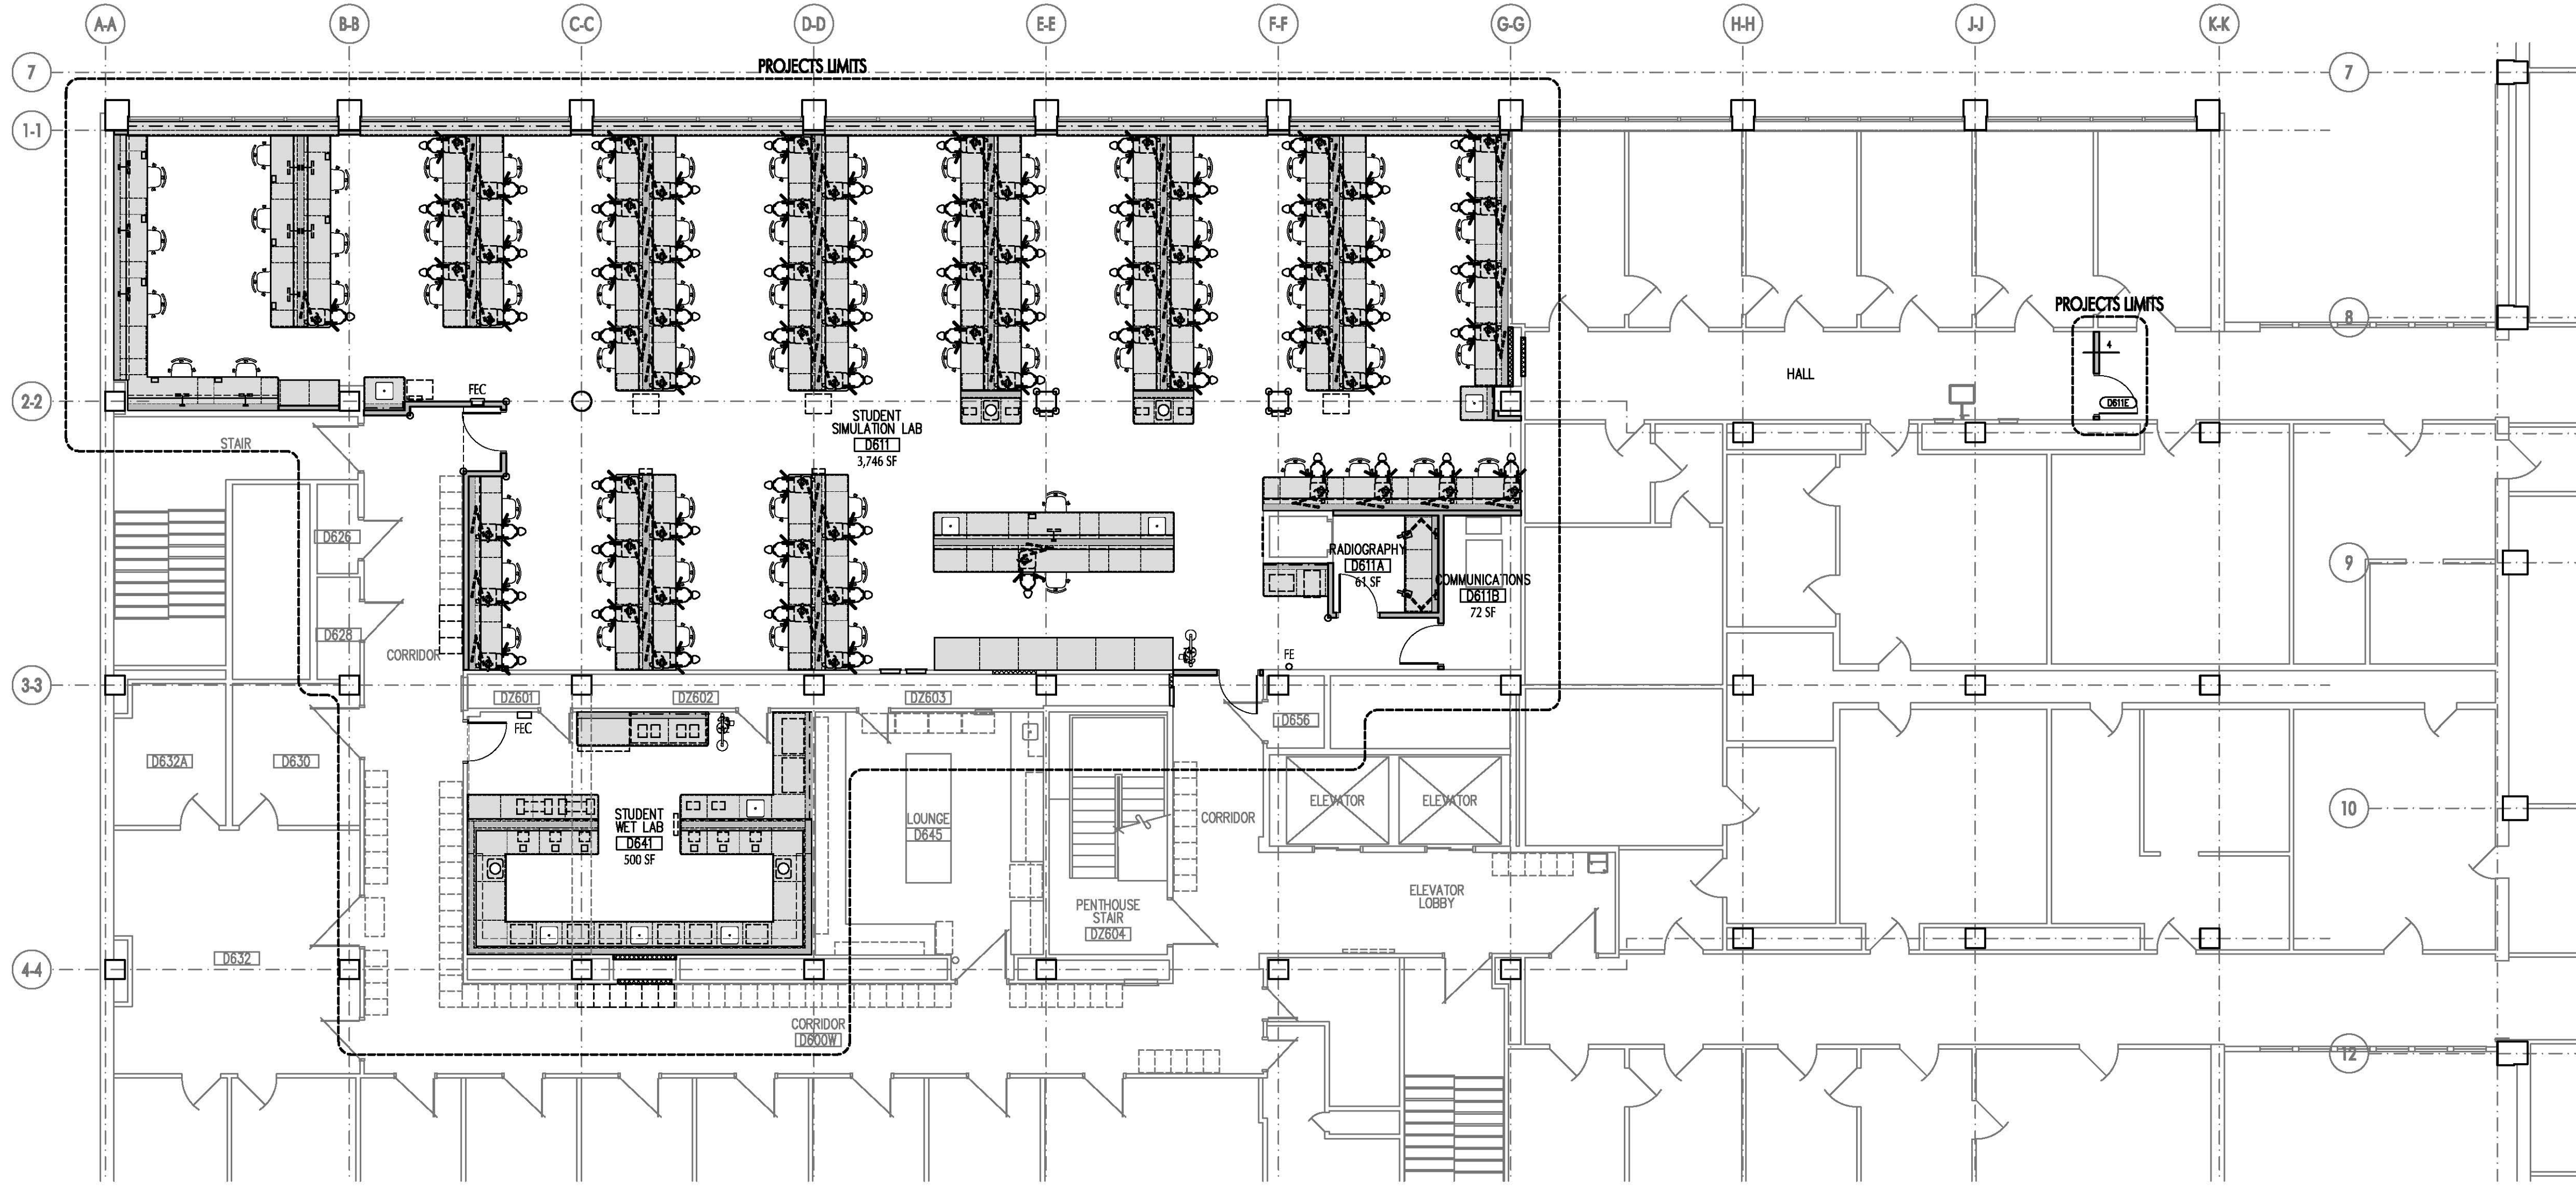 A-A
B-B
C-C
D-D
E-E
F-F
G-G
H-H
J-J
K-K
PROJECTS LIMITS
7
7
1-1
PROJECTS LIMITS
8
4
HALL
D611E
2-2
FEC
STUDENT
SIMULATION LAB
D611
3,746 SF
STAIR
D626
RADIOGRAPHY
D611A
61 SF
COMMUNICATIONS
D611B
72 SF
9
D628
CORRIDOR
FE
3-3
DZ601
DZ602
DZ603
D656
FEC
D632A
D630
ELEVATOR
ELEVATOR
10
STUDENT
WET LAB
D641
500 SF
LOUNGE
D645
CORRIDOR
ELEVATOR
LOBBY
PENTHOUSE
STAIR
DZ604
D632
4-4
CORRIDOR
D600W
12